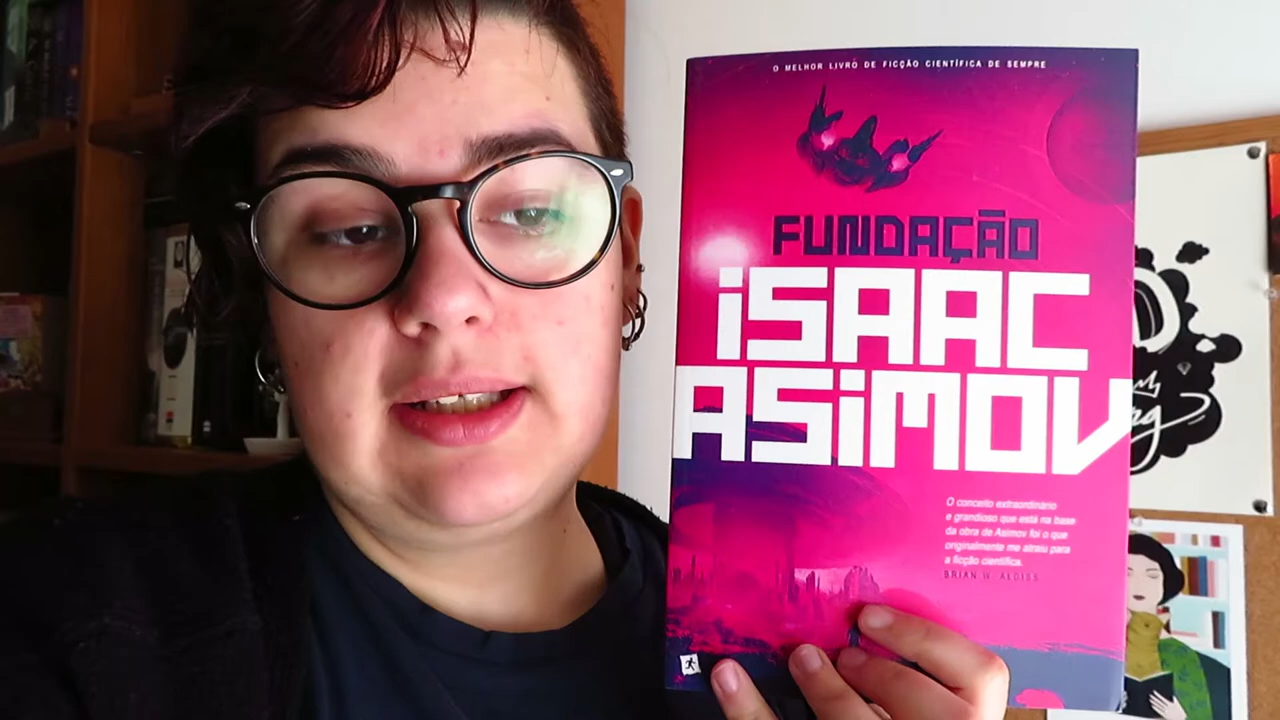 O MELHOR LIVRO DE FICÇÃO CIENTÍFICA DE SEMPRE
FUNDAÇÃO
iSAAC
ASiMOV
O conceito extraordinário
e grandioso que está na base
da obra de Asimov foi o que
originalmente me atraiu para
a ficção científica.
BRIAN W. ALDISS